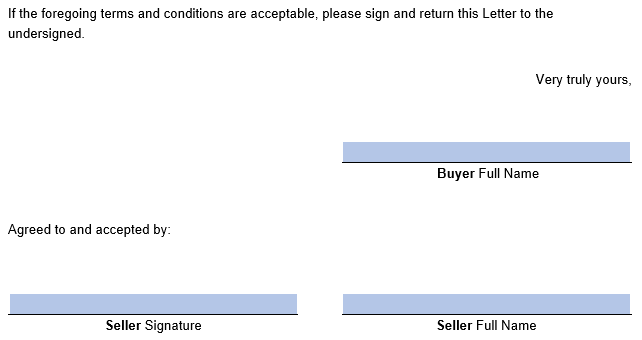 If the foregoing terms and conditions are acceptable, please sign and return this Letter to the
undersigned.
Very truly yours,
Buyer Full Name
Agreed to and accepted by:
Seller Signature
Seller Full Name